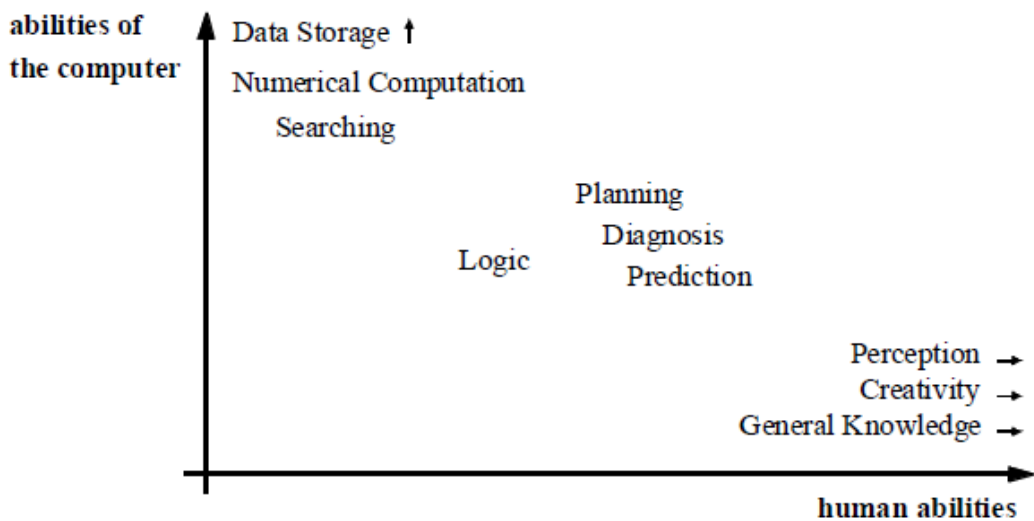 abilities of
the computer
Data Storage
Numerical Computation
Searching
Planning
Diagnosis
Logic
Prediction
Perception
Creativity
General Knowledge
human abilities